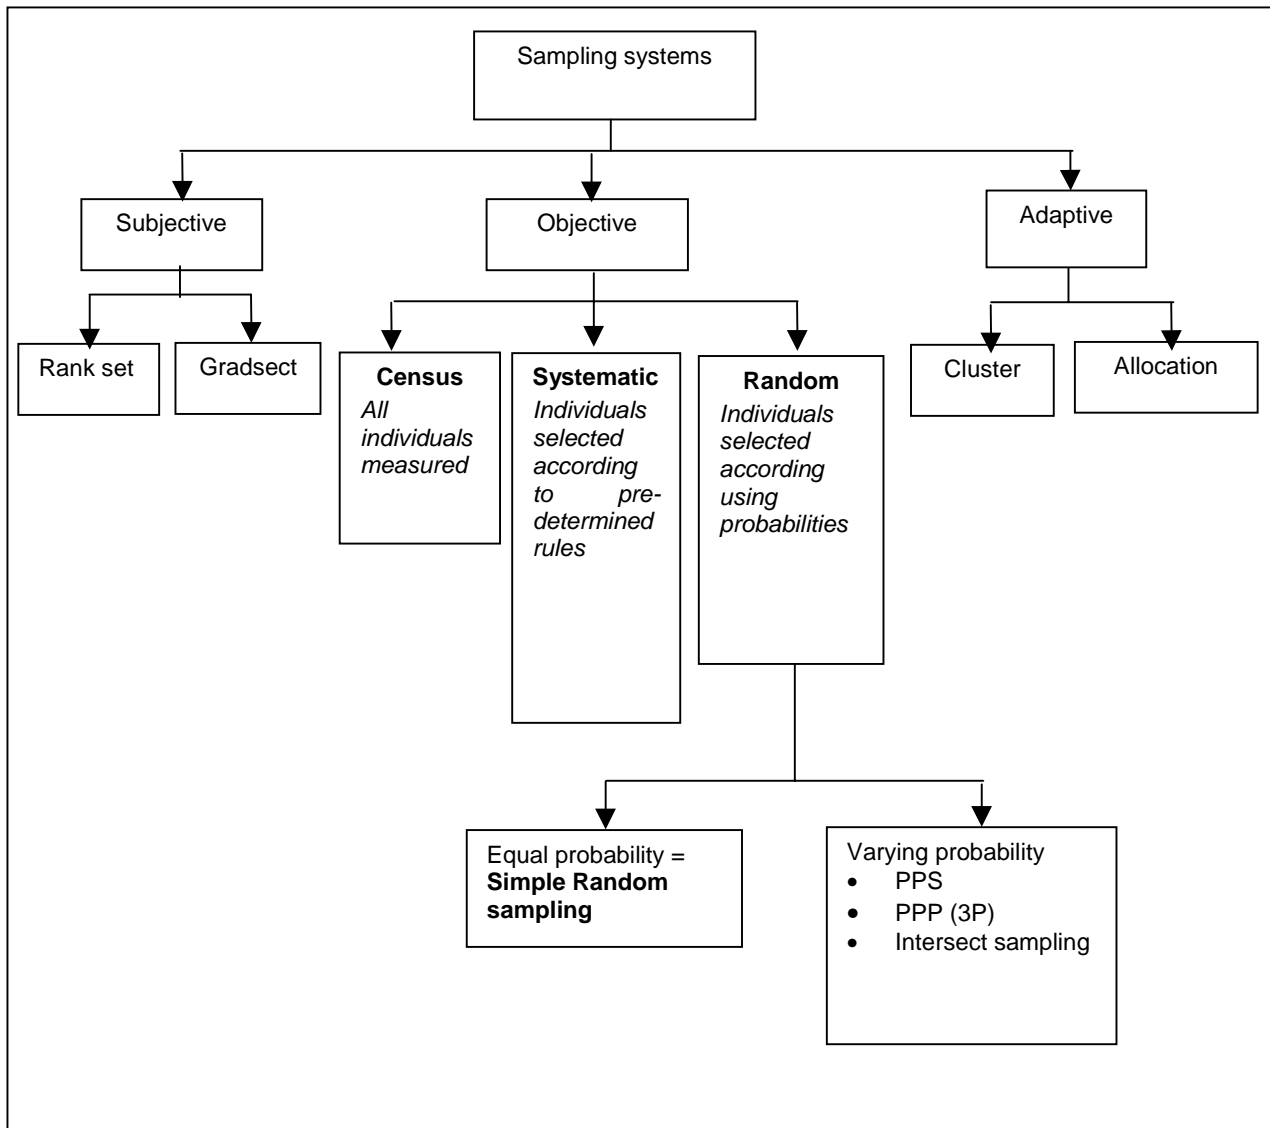 Sampling systems
Subjective
Objective
Adaptive
Rank set
Gradsect
Census
All
individuals
measured
Systematic
Individuals
selected
according
to pre-
determined
rules
Random
Individuals
selected
according
using
probabilities
Cluster
Allocation
Equal probability =
Simple Random
sampling
Varying probability
• PPS
• PPP (3P)
• Intersect sampling